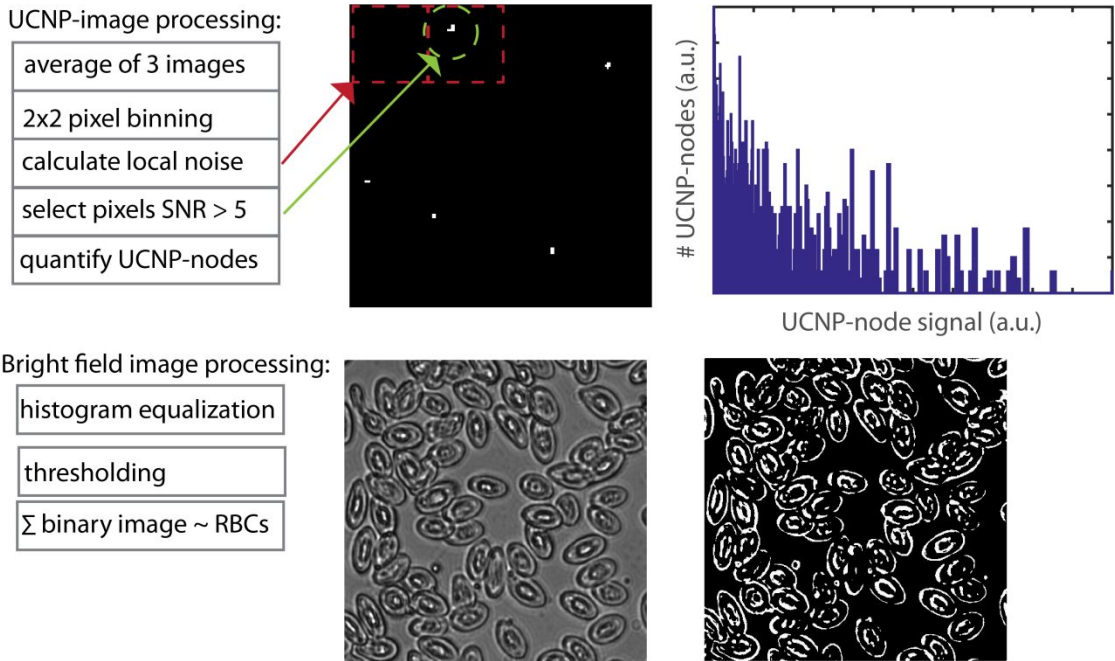 UCNP-image processing:
average of 3 images
2x2 pixel binning
calculate local noise
select pixels SNR > 5
quantify UCNP-nodes
# UCNP-nodes (a.u.)
UCNP-node signal (a.u.)
Bright field image processing:
histogram equalization
thresholding
∑ binary image ~ RBCs